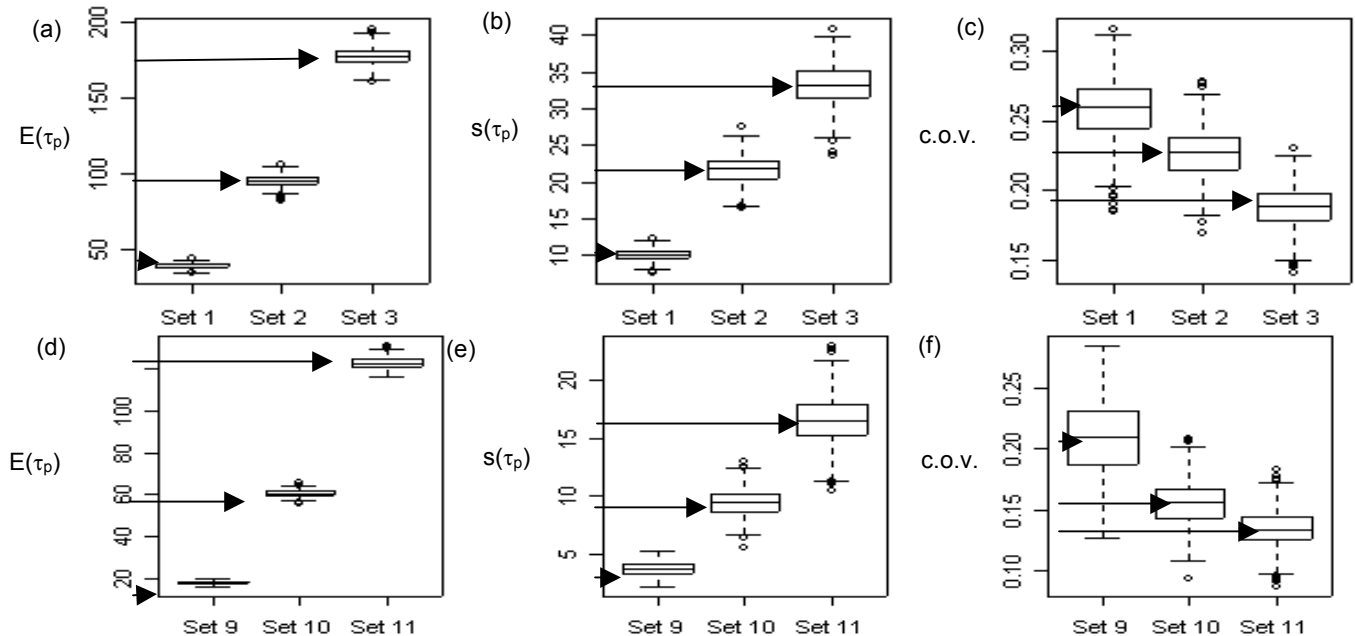 (a)
E(τp)
50 100 150 200
Set 1 Set 2 Set 3
(b)
s(τp)
10 15 20 25 30 35 40
Set 1 Set 2 Set 3
(c)
c.o.v.
0.15 0.20 0.25 0.30
Set 1 Set 2 Set 3
(d)
E(τp)
20 40 60 80 100
Set 9 Set 10 Set 11
(e)
s(τp)
5 10 15 20
Set 9 Set 10 Set 11
(f)
c.o.v.
0.10 0.15 0.20 0.25
Set 9 Set 10 Set 11